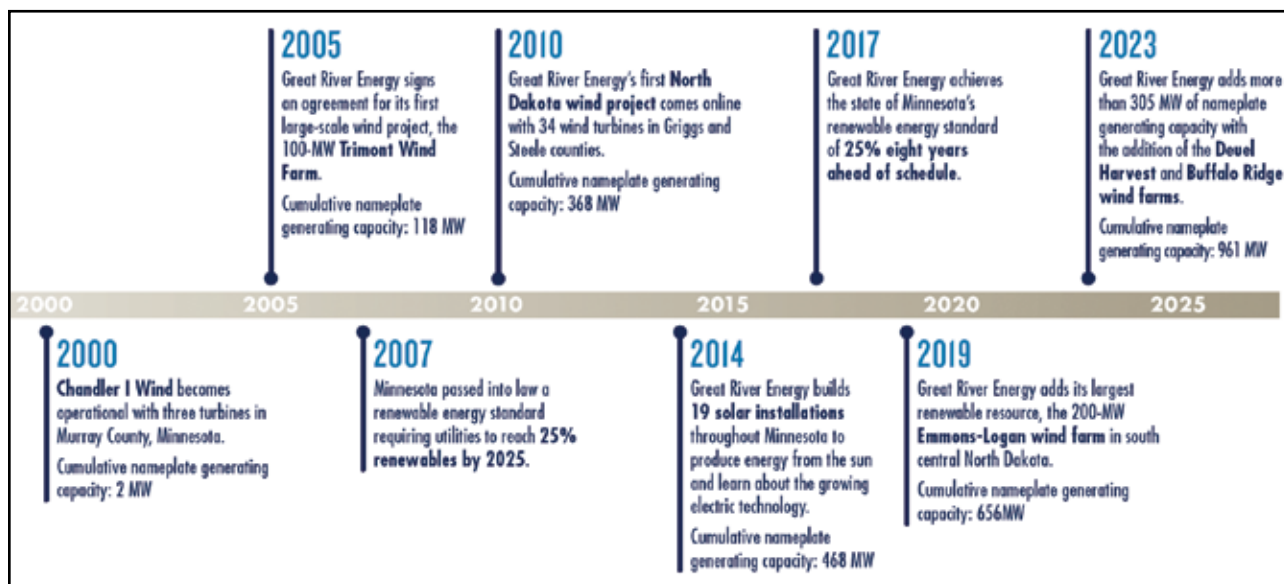 2005
Great River Energy signs
an agreement for its first
large-scale wind project, the
100-MW Trimont Wind
Farm.
Cumulative nameplate
generating capacity: 118 MW
2010
Great River Energy’s first North
Dakota wind project comes online
with 34 wind turbines in Griggs and
Steele counties.
Cumulative nameplate generating
capacity: 368 MW
2017
Great River Energy achieves
the state of Minnesota’s
renewable energy standard
of 25% eight years
ahead of schedule.
2023
Great River Energy adds more
than 305 MW of nameplate
generating capacity with
the addition of the Deuel
Harvest and Buffalo Ridge
wind farms.
Cumulative nameplate
generating capacity: 961 MW
2000 2005 2010 2015 2020 2025
2000
Chandler I Wind becomes
operational with three turbines in
Murray County, Minnesota.
Cumulative nameplate generating
capacity: 2 MW
2007
Minnesota passed into law a
renewable energy standard
requiring utilities to reach 25%
renewables by 2025.
2014
Great River Energy builds
19 solar installations
throughout Minnesota to
produce energy from the sun
and learn about the growing
electric technology.
Cumulative nameplate
generating capacity: 468 MW
2019
Great River Energy adds its largest
renewable resource, the 200-MW
Emmons-Logan wind farm in south
central North Dakota.
Cumulative nameplate generating
capacity: 656MW